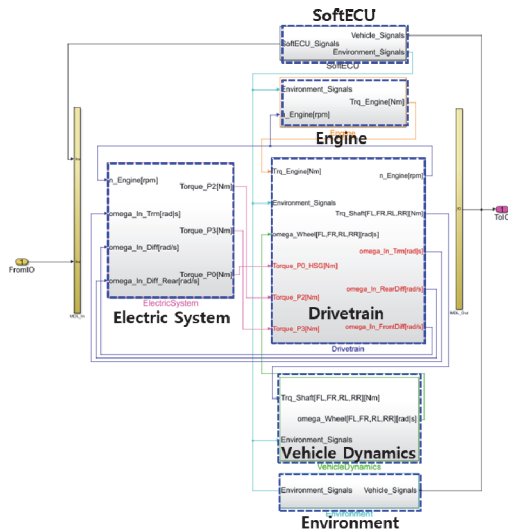 SoftECU
Vehicle_Signals
SoftECU_Signals
Environment_Signals
SoftECU
Environment_Signals
Trq_Engine[Nm]
n_Engine[rpm]
Engine
Engine
n_Engine[rpm]
Torque_P2[Nm]
omega_In_Trm[rad/s]
Torque_P3[Nm]
omega_In_Diff[rad/s]
Torque_P0[Nm]
omega_In_Diff_Rear[rad/s]
ElectricSystem
Electric System
Trq_Engine[Nm]
n_Engine[rpm]
Environment_Signals
Trq_Shaft[FL,FR,RL,RR][Nm]
omega_Wheel[FL,FR,RL,RR][rad/s]
omega_In_Trm[rad/s]
Torque_P0_HSG[Nm]
omega_In_RearDiff[rad/s]
Torque_P2[Nm]
Drivetrain
Torque_P3[Nm]
omega_In_FrontDiff[rad/s]
Drivetrain
1
FromIO
MDL_In
1
ToIO
MDL_Out
Trq_Shaft[FL,FR,RL,RR][Nm]
omega_Wheel[FL,FR,RL,RR][rad/s]
Environment_Signals
Vehicle Dynamics
VehicleDynamics
Environment_Signals
Vehicle_Signals
Environment
Environment